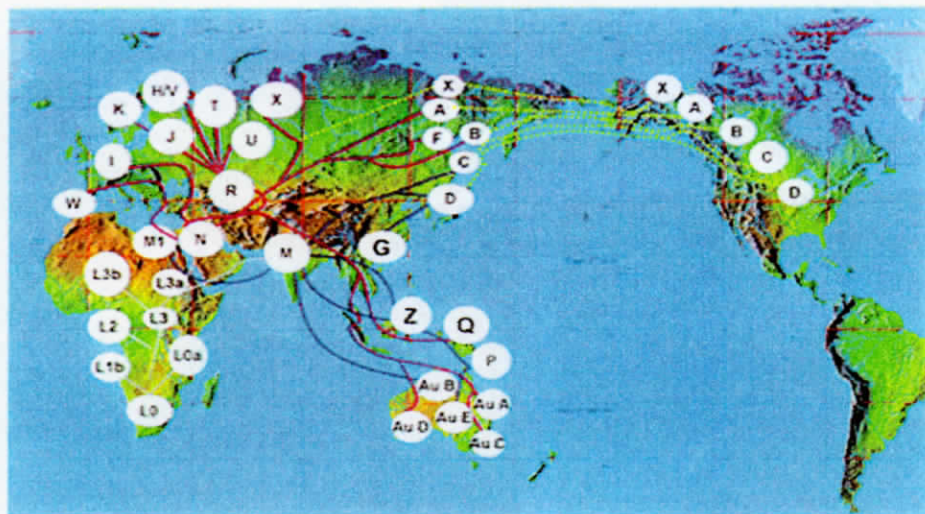 H/V
X
X
X
K
T
A
A
J
U
F
B
B
I
C
C
R
D
D
W
M1
N
M
G
L3b
L3a
L3
Z
Q
L2
L0a
P
L1b
Au B
L0
Au A
Au D
Au E
Au C